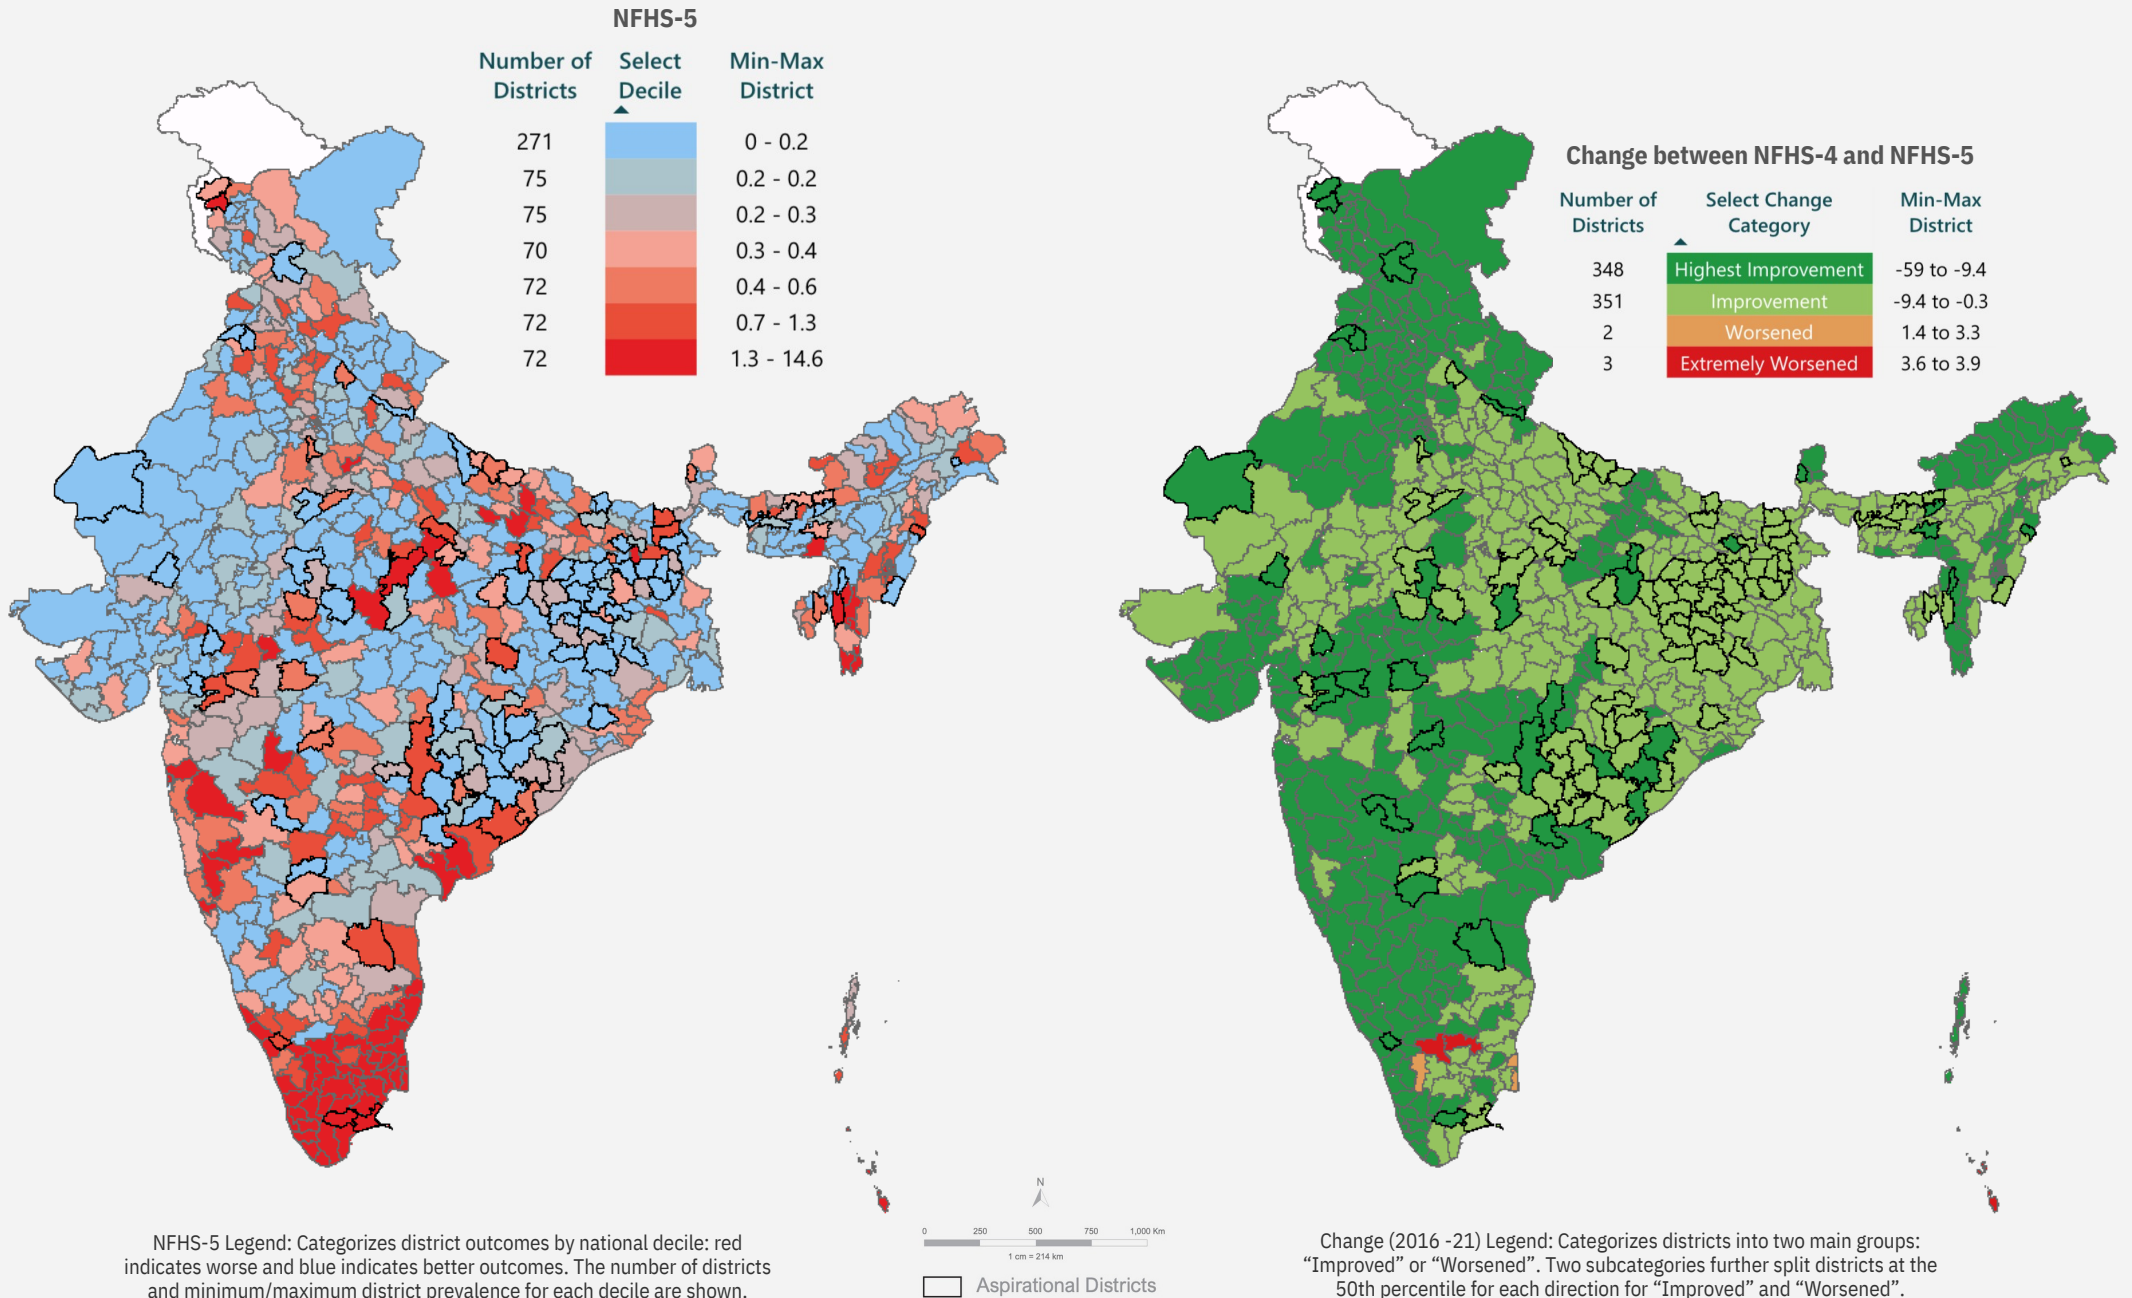 NFHS-5
Number of Districts Select Decile Min-Max District
271 0 - 0.2
75 0.2 - 0.2
75 0.2 - 0.3
70 0.3 - 0.4
72 0.4 - 0.6
72 0.7 - 1.3
72 1.3 - 14.6
Change between NFHS-4 and NFHS-5
Number of Districts Select Change Category Min-Max District
348 Highest Improvement -59 to -9.4
351 Improvement -9.4 to -0.3
2 Worsened 1.4 to 3.3
3 Extremely Worsened 3.6 to 3.9
NFHS-5 Legend: Categorizes district outcomes by national decile: red
indicates worse and blue indicates better outcomes. The number of districts
and minimum/maximum district prevalence for each decile are shown.
N
0 250 500 750 1,000 Km
1 cm = 214 km
Aspirational Districts
Change (2016 -21) Legend: Categorizes districts into two main groups:
“Improved” or “Worsened”. Two subcategories further split districts at the
50th percentile for each direction for “Improved” and “Worsened”.